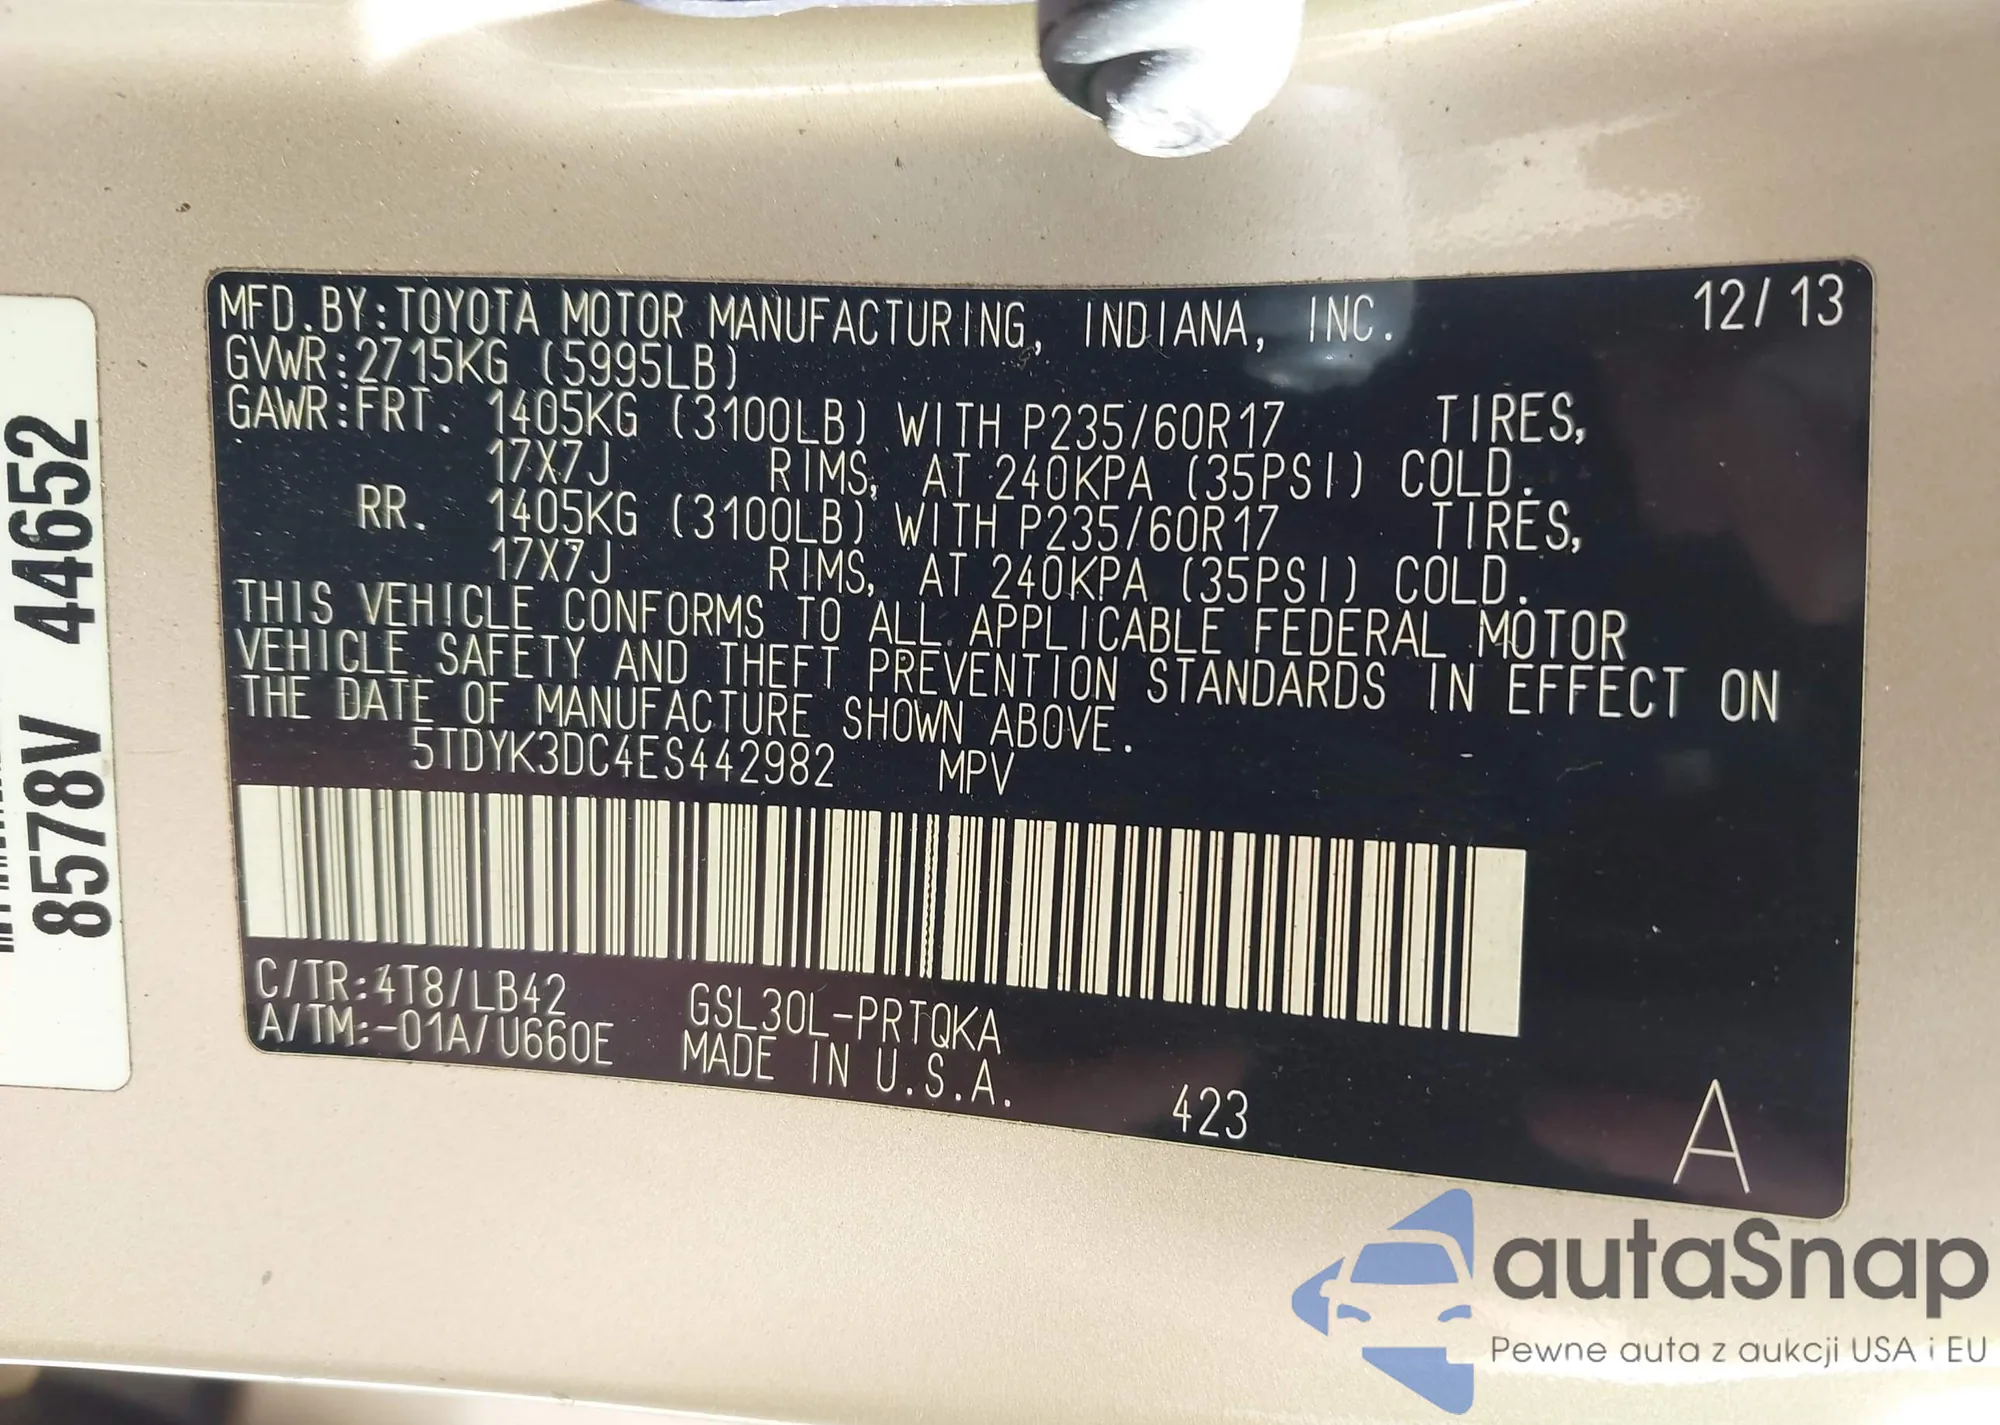 MFD.BY:TOYOTA MOTOR MANUFACTURING, INDIANA, INC. 12/13
GVWR:2715KG (5995LB)
GAWR:FRT. 1405KG (3100LB) WITH P235/60R17 TIRES,
17X7J RIMS, AT 240KPA (35PSI) COLD.
RR. 1405KG (3100LB) WITH P235/60R17 TIRES,
17X7J RIMS, AT 240KPA (35PSI) COLD.
THIS VEHICLE CONFORMS TO ALL APPLICABLE FEDERAL MOTOR
VEHICLE SAFETY AND THEFT PREVENTION STANDARDS IN EFFECT ON
THE DATE OF MANUFACTURE SHOWN ABOVE.
5TDYK3DC4ES442982 MPV
C/TR:4T8/LB42 GSL30L-PRTQKA
A/TM:-01A/U660E MADE IN U.S.A.
423 A
8578V 44652
autaSnap
Pewne auta z aukcji USA i EU